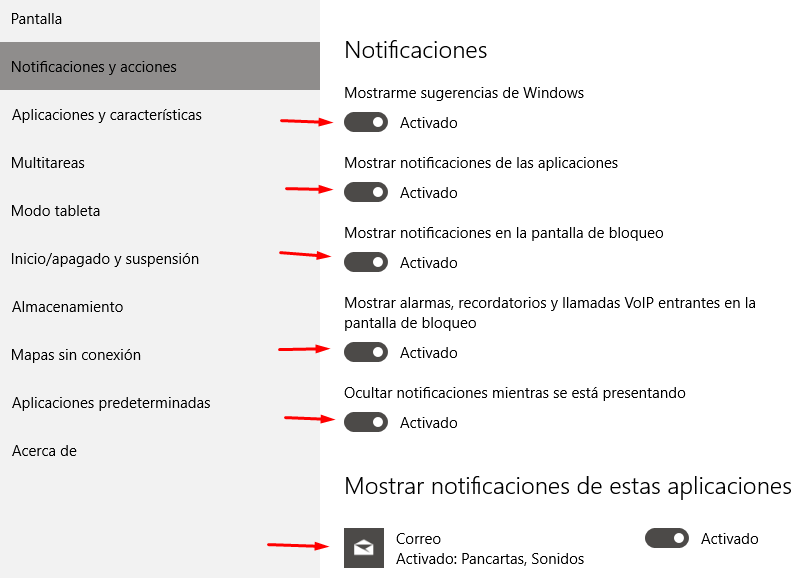 Pantalla
Notificaciones y acciones
Aplicaciones y características
Multitareas
Modo tableta
Inicio/apagado y suspensión
Almacenamiento
Mapas sin conexión
Aplicaciones predeterminadas
Acerca de
Notificaciones
Mostrarme sugerencias de Windows
Activado
Mostrar notificaciones de las aplicaciones
Activado
Mostrar notificaciones en la pantalla de bloqueo
Activado
Mostrar alarmas, recordatorios y llamadas VoIP entrantes en la
pantalla de bloqueo
Activado
Ocultar notificaciones mientras se está presentando
Activado
Mostrar notificaciones de estas aplicaciones
Correo
Activado: Pancartas, Sonidos
Activado